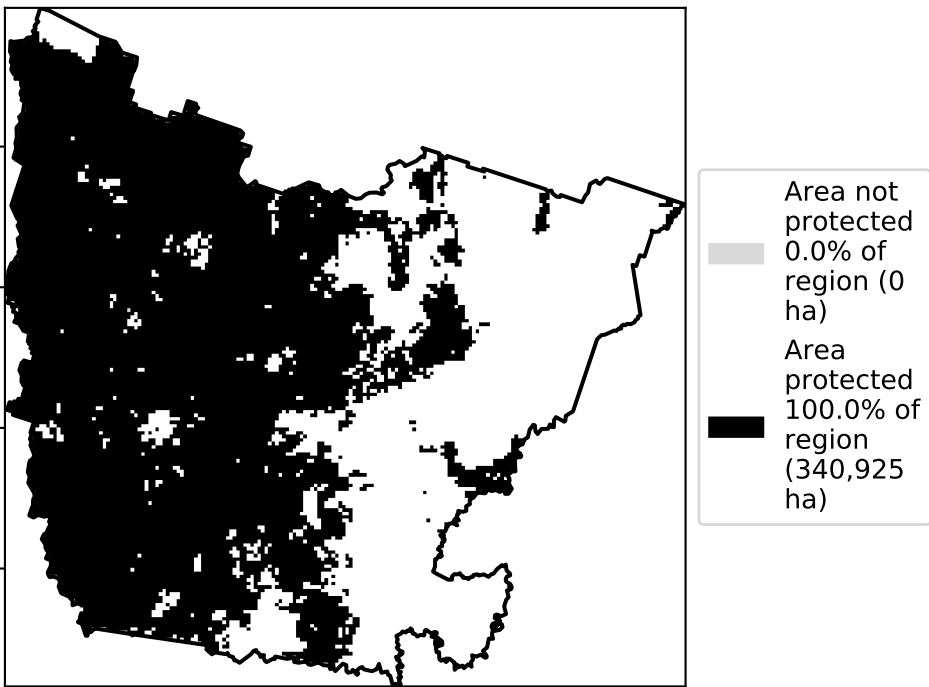 Area not
protected
0.0% of
region (0
ha)
Area
protected
100.0% of
region
(340,925
ha)